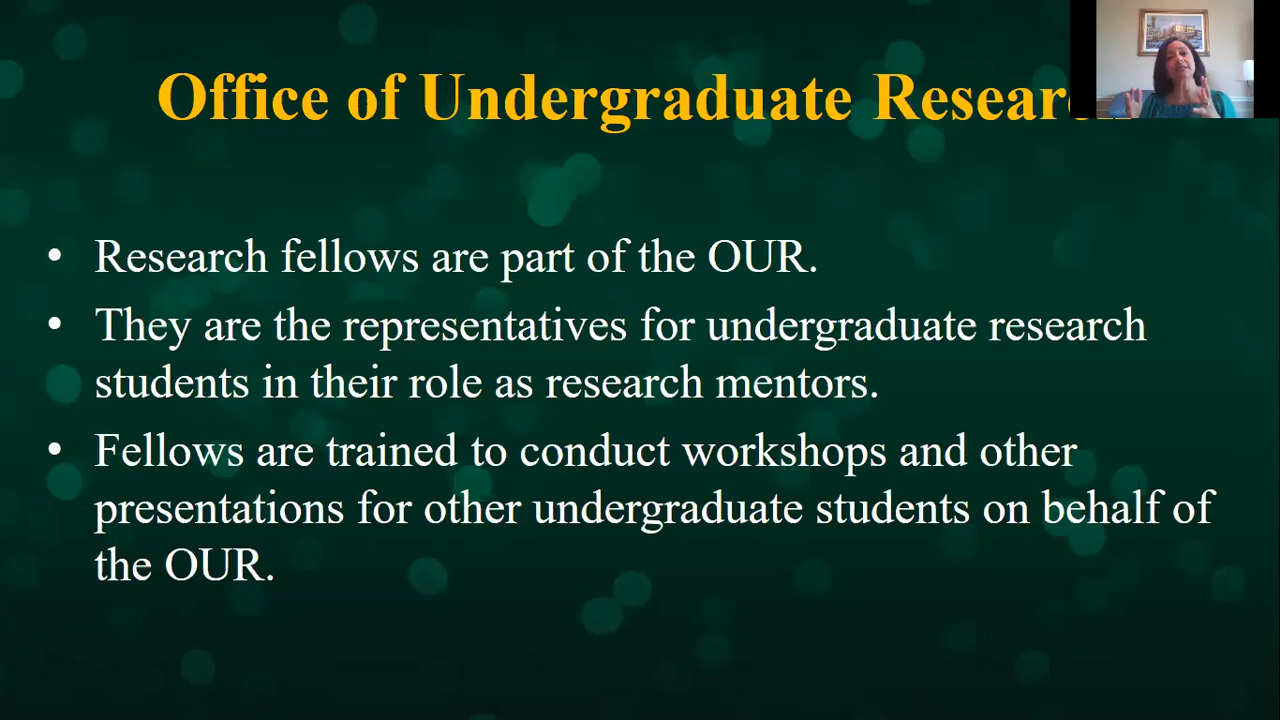 Office of Undergraduate Research
• Research fellows are part of the OUR.
• They are the representatives for undergraduate research
students in their role as research mentors.
• Fellows are trained to conduct workshops and other
presentations for other undergraduate students on behalf of
the OUR.